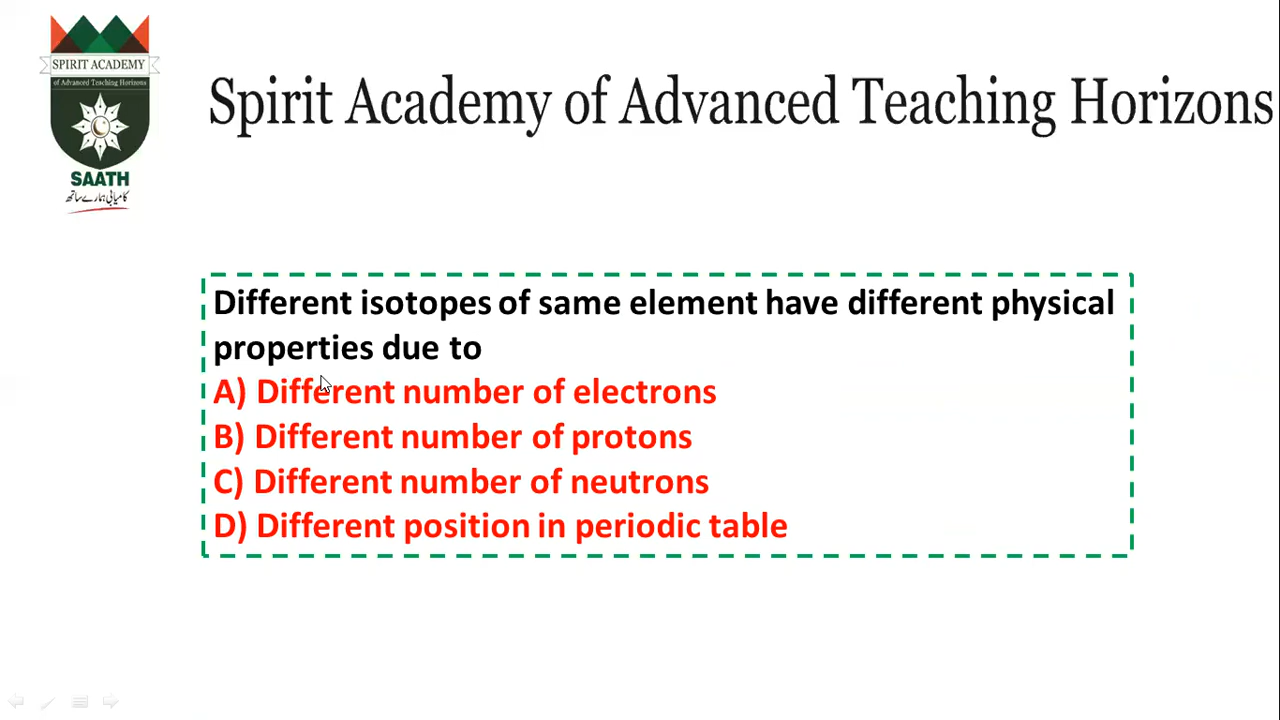 SPIRIT ACADEMY
of Advanced Teaching Horizons
SAATH
کامیابی ہمارے ساتھ
Spirit Academy of Advanced Teaching Horizons
Different isotopes of same element have different physical
properties due to
A) Different number of electrons
B) Different number of protons
C) Different number of neutrons
D) Different position in periodic table